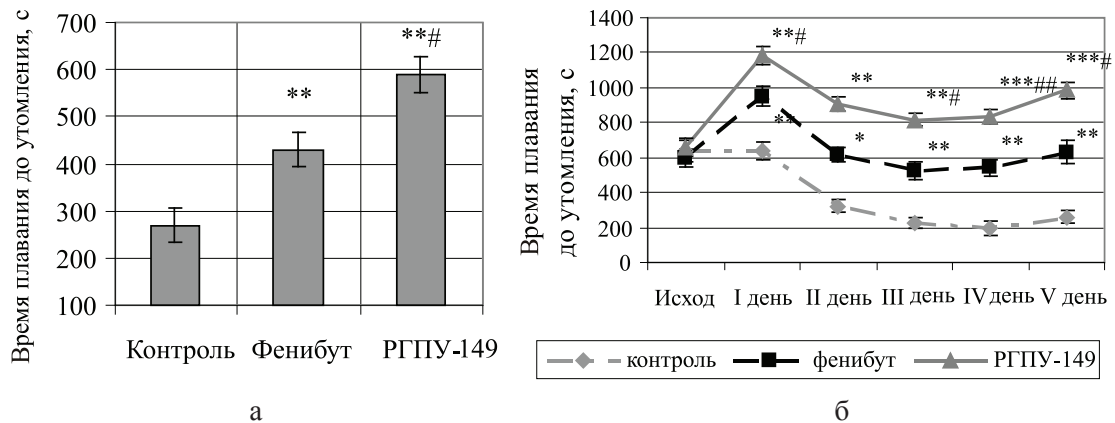 Время плавания до утомления, с
700
600
500
400
300
200
100
**
**#
Контроль
Фенибут
РГПУ-149
а
Время плавания
до утомления, с
1400
1200
1000
800
600
400
200
0
**#
**
**#
***##
***#
**
*
**
**
**
Исход
I день
II день
III день
IV день
V день
контроль
фенибут
РГПУ-149
б